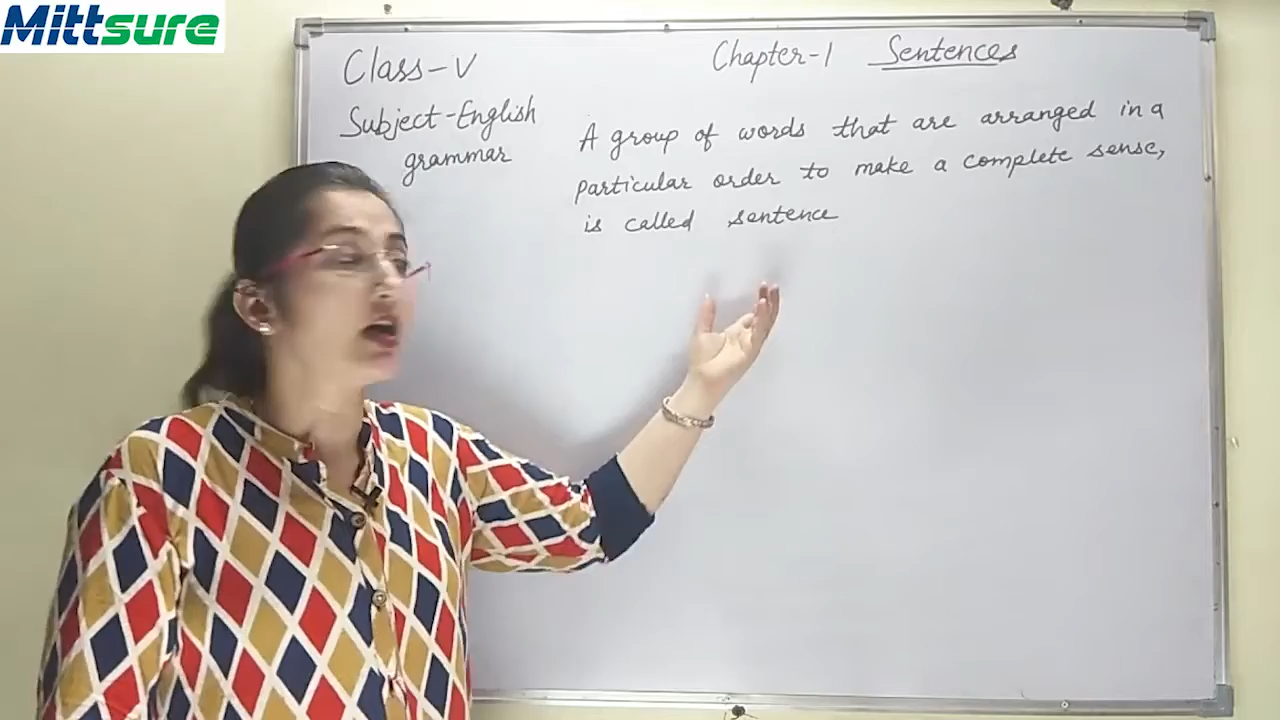 Mittsure
Class-V
Subject-English
grammar
Chapter-1 Sentences
A group of words that are arranged in a
particular order to make a complete sense,
is called sentence